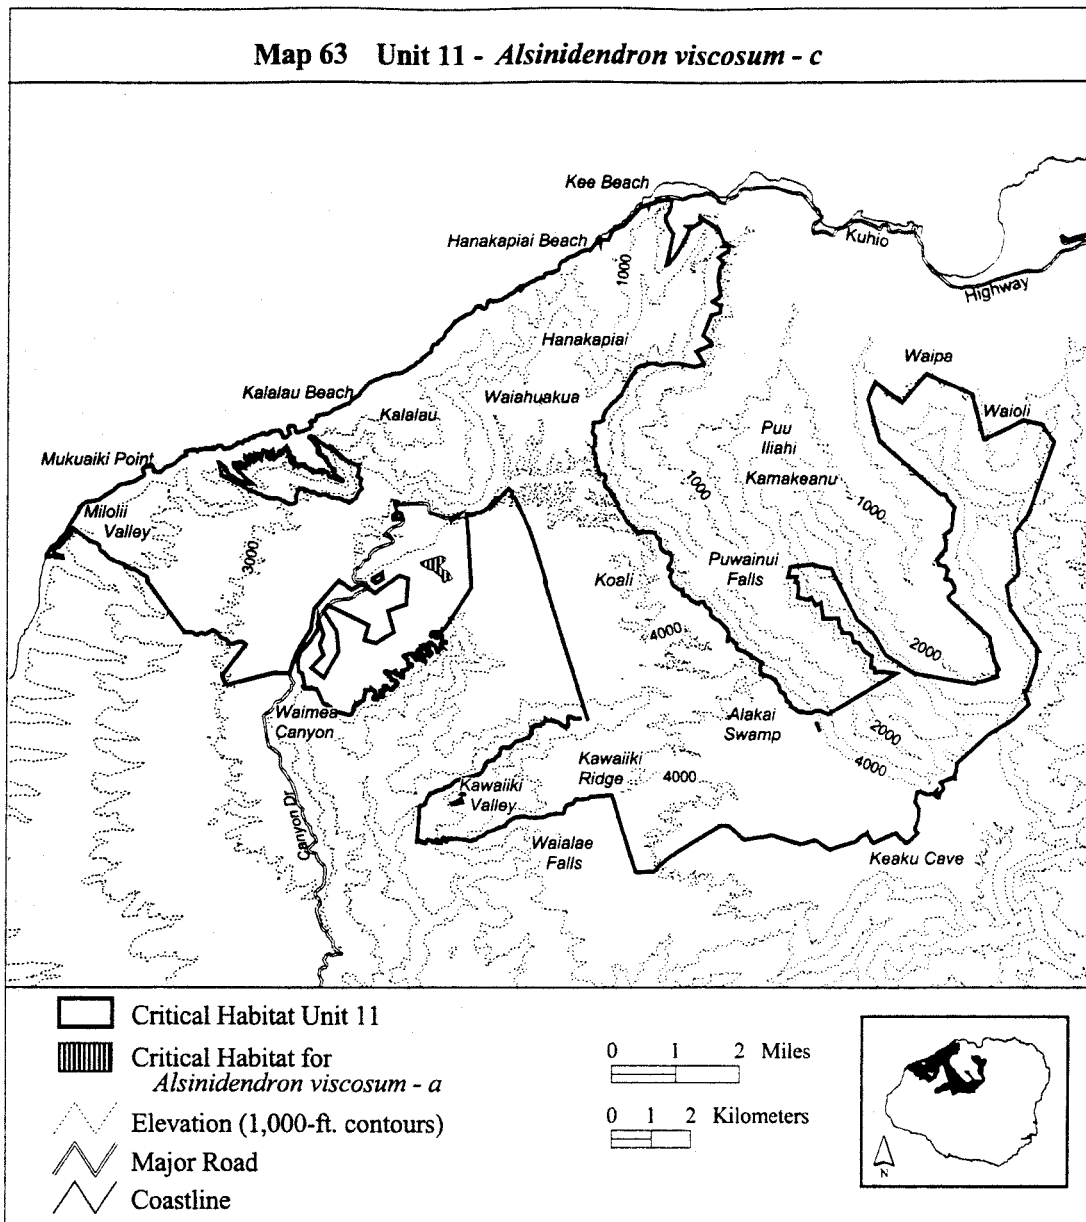 Map 63 Unit 11 - Alsinidendron viscosum - c
Kee Beach
Hanakapiai Beach
Kuhio
Highway
1000
Hanakapiai
Waipa
Kalalau Beach
Waiahuakua
Kalalau
Waioli
Puu
Iliahi
Mukuaiki Point
Kamakeanu
1000
1000
Milolii
Valley
3000
Puwainui
Falls
Koali
4000
2000
Waimea
Canyon
Alakai
Swamp
2000
Kawaiiki
Ridge
4000
4000
Kawaiiki
Valley
Canyon Dr
Waialae
Falls
Keaku Cave
Critical Habitat Unit 11
Critical Habitat for
Alsinidendron viscosum - a
Elevation (1,000-ft. contours)
Major Road
Coastline
0 1 2 Miles
0 1 2 Kilometers
N